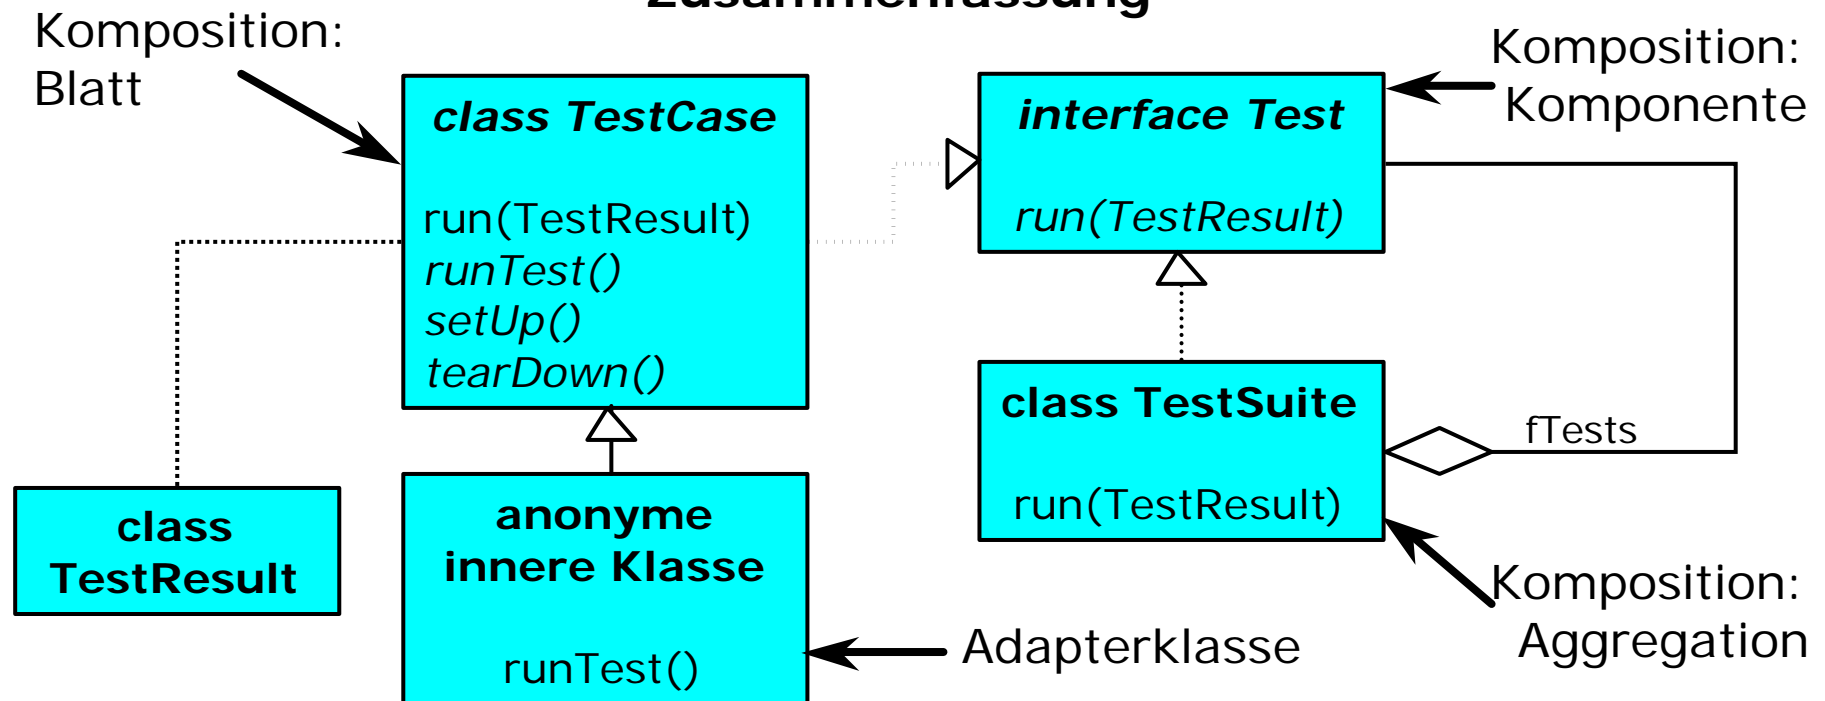 Zusammenfassung
Komposition:
Blatt
class TestCase
run(TestResult)
runTest()
setUp()
tearDown()
interface Test
run(TestResult)
Komposition:
Komponente
class TestSuite
run(TestResult)
fTests
class
TestResult
anonyme
innere Klasse
runTest()
Adapterklasse
Komposition:
Aggregation